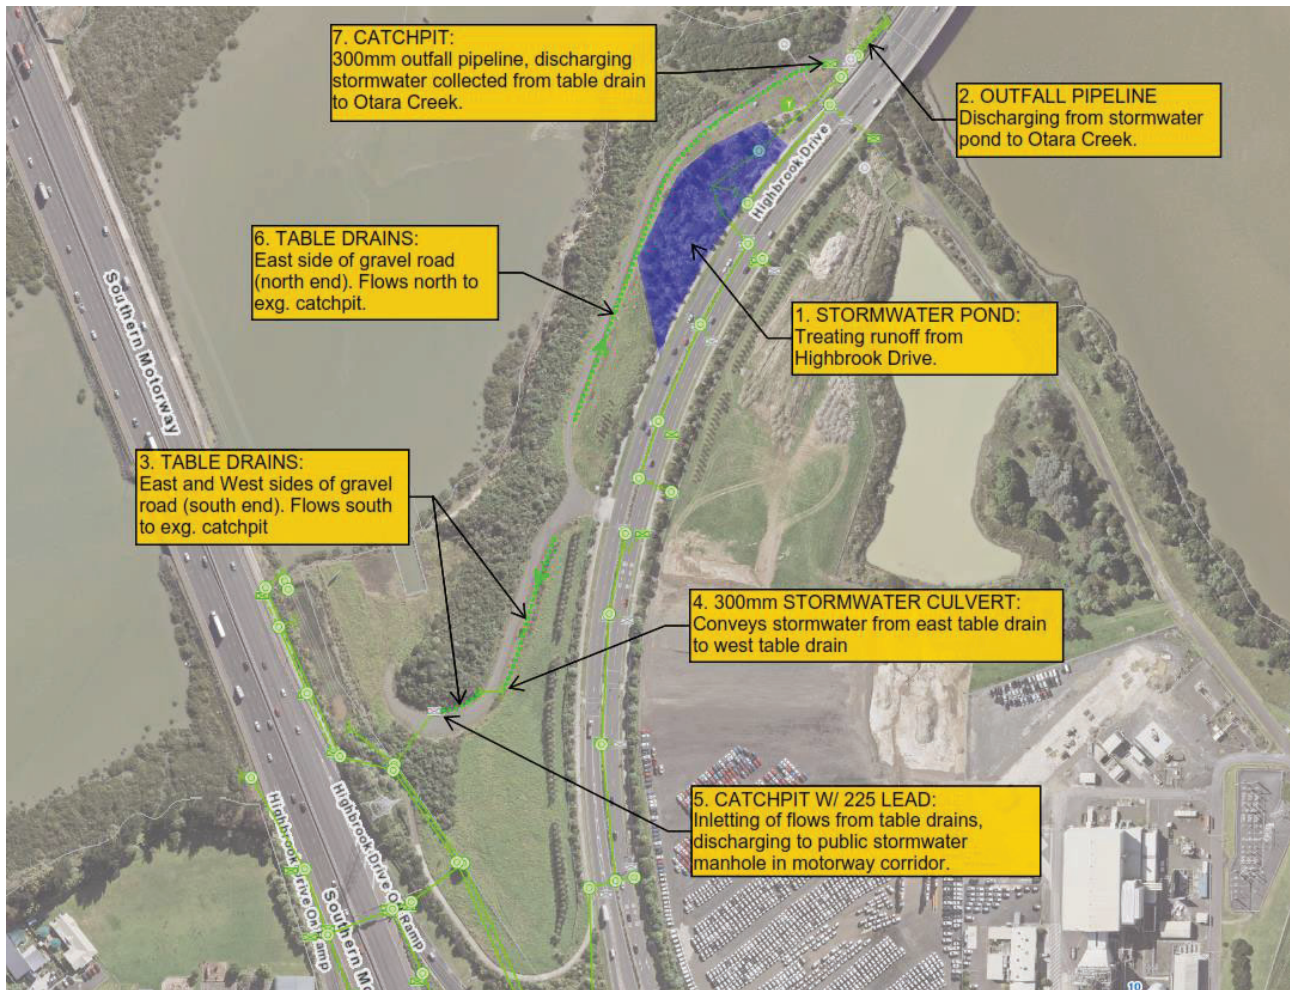 7. CATCHPIT:
300mm outfall pipeline, discharging
stormwater collected from table drain
to Otara Creek.
2. OUTFALL PIPELINE
Discharging from stormwater
pond to Otara Creek.
Highbrook Drive
6. TABLE DRAINS:
East side of gravel road
(north end). Flows north to
exg. catchpit.
Southern Motorway
1. STORMWATER POND:
Treating runoff from
Highbrook Drive.
3. TABLE DRAINS:
East and West sides of gravel
road (south end). Flows south
to exg. catchpit
4. 300mm STORMWATER CULVERT:
Conveys stormwater from east table drain
to west table drain
5. CATCHPIT W/ 225 LEAD:
Inletting of flows from table drains,
discharging to public stormwater
manhole in motorway corridor.
Highbrook Drive On Ramp
Highbrook Drive Off Ramp
Southern Mo
10